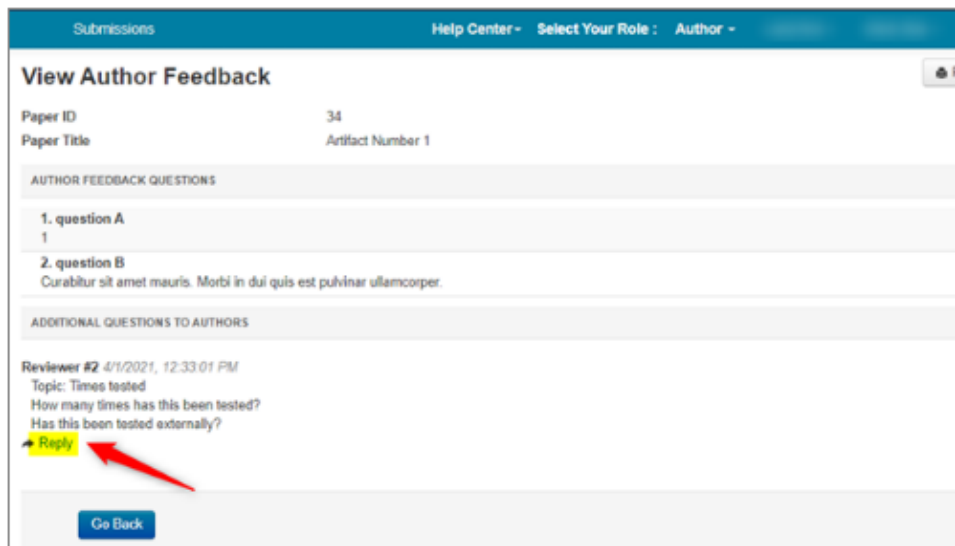 Submissions Help Center Select Your Role : Author
View Author Feedback
Paper ID 34
Paper Title Artifact Number 1
AUTHOR FEEDBACK QUESTIONS
1. question A
1
2. question B
Curabitur sit amet mauris. Morbi in dui quis est pulvinar ullamcorper.
ADDITIONAL QUESTIONS TO AUTHORS
Reviewer #2 4/1/2021, 12:33:01 PM
Topic: Times tested
How many times has this been tested?
Has this been tested externally?
Reply
Go Back